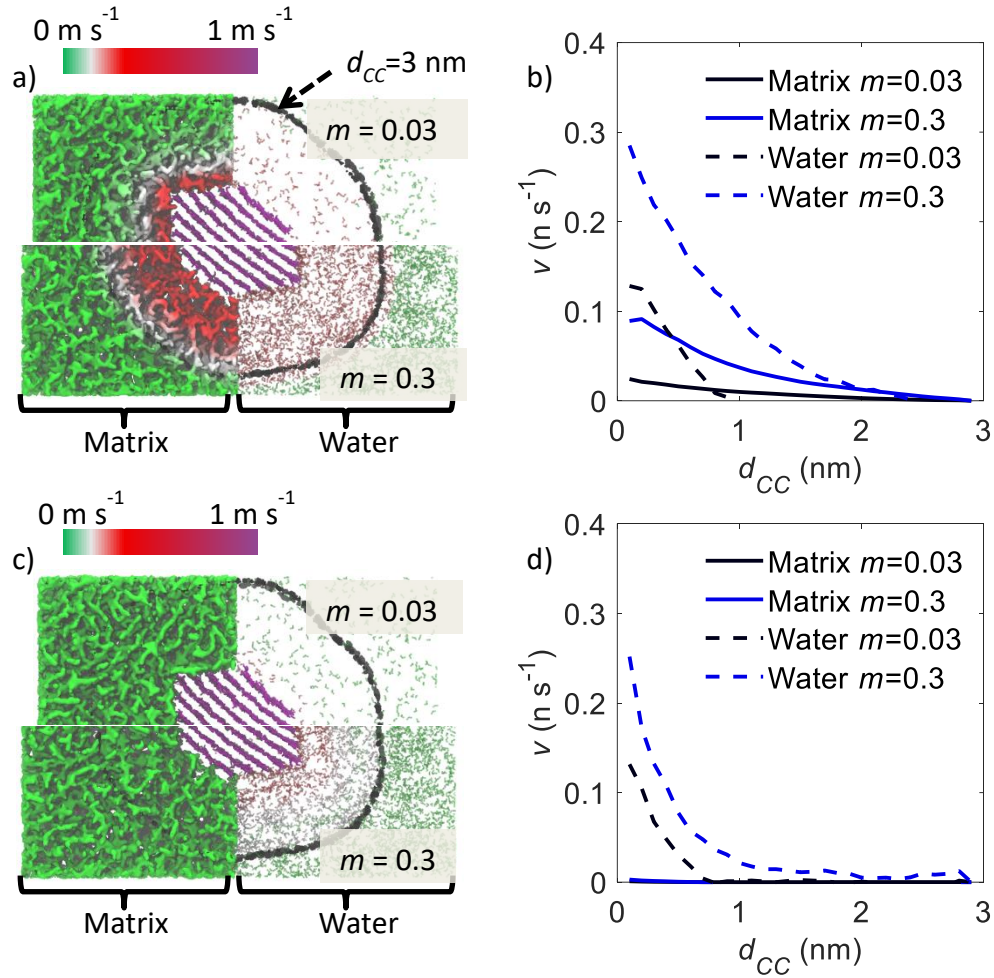 0 m s⁻¹ 1 m s⁻¹
a)
d_CC=3 nm
m = 0.03
m = 0.3
Matrix Water
b)
0.4
0.3
0.2
0.1
0
v (n s⁻¹)
Matrix m=0.03
Matrix m=0.3
Water m=0.03
Water m=0.3
0 1 2 3
d_CC (nm)
0 m s⁻¹ 1 m s⁻¹
c)
m = 0.03
m = 0.3
Matrix Water
d)
0.4
0.3
0.2
0.1
0
v (n s⁻¹)
Matrix m=0.03
Matrix m=0.3
Water m=0.03
Water m=0.3
0 1 2 3
d_CC (nm)